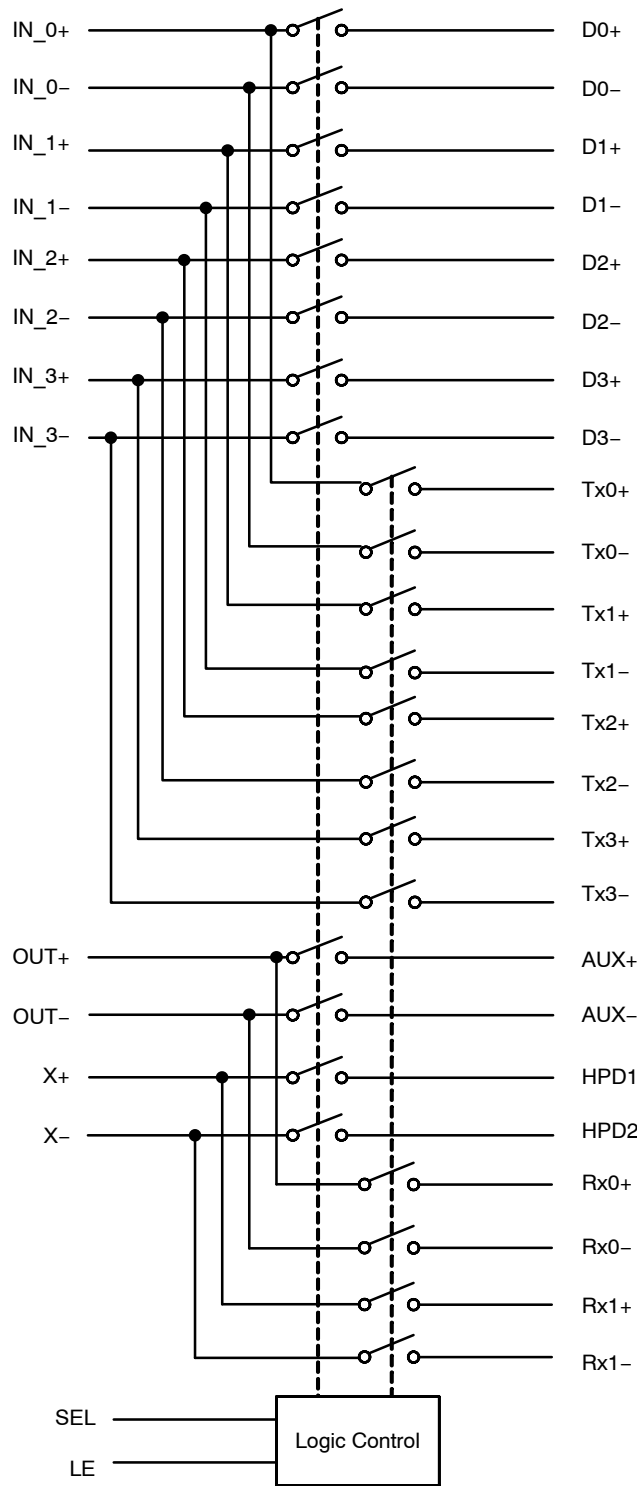 IN_0+ D0+
IN_0− D0−
IN_1+ D1+
IN_1− D1−
IN_2+ D2+
IN_2− D2−
IN_3+ D3+
IN_3− D3−
Tx0+
Tx0−
Tx1+
Tx1−
Tx2+
Tx2−
Tx3+
Tx3−
OUT+ AUX+
OUT− AUX−
X+ HPD1
X− HPD2
Rx0+
Rx0−
Rx1+
Rx1−
SEL
Logic Control
LE